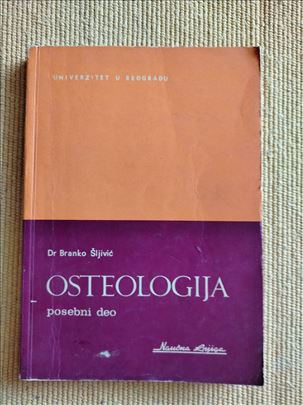 UNIVERZITET U BEOGRADU
Dr Branko Šljivić
OSTEOLOGIJA
posebni deo
Naučna Knjiga